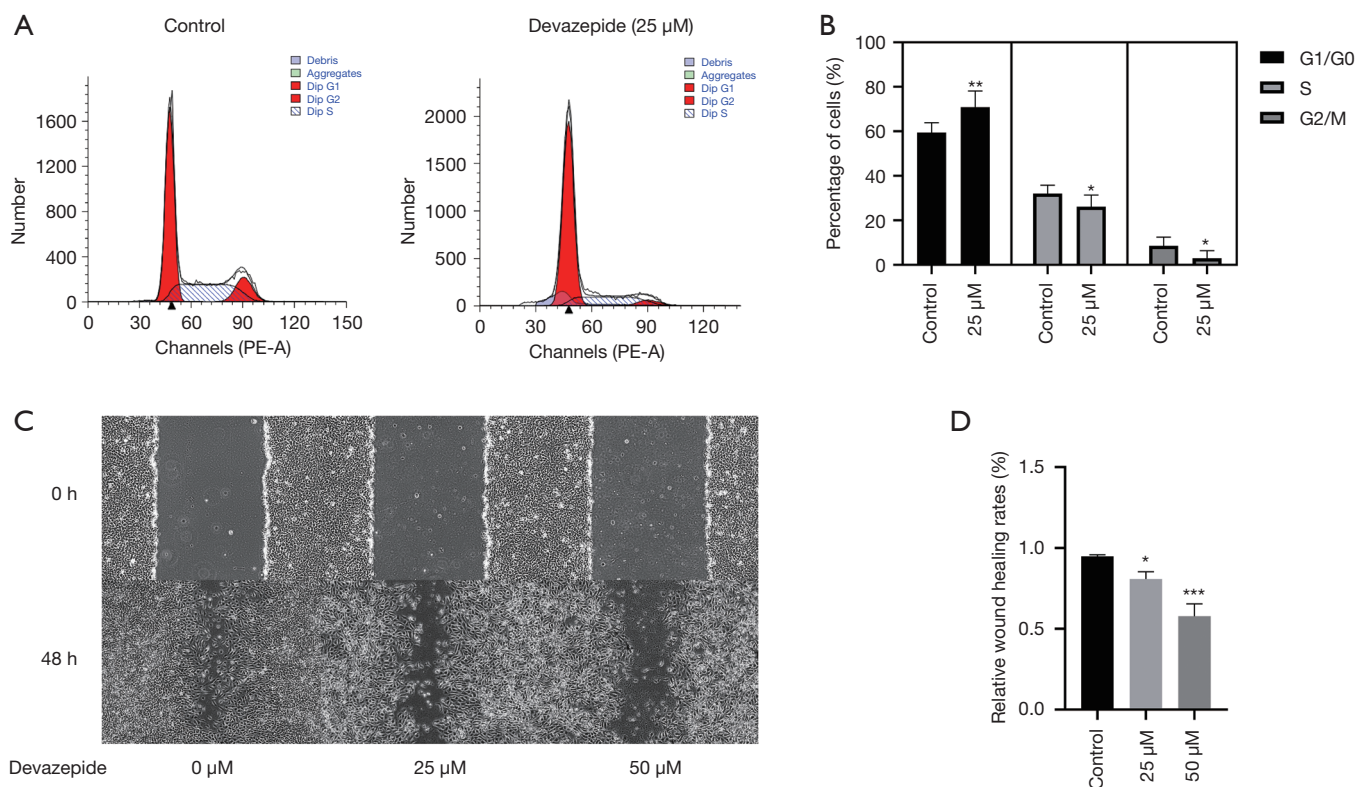 A
Control
Debris
Aggregates
Dip G1
Dip G2
Dip S
Number
1600
1200
800
400
0
0 30 60 90 150
Channels (PE-A)
Devazepide (25 µM)
Debris
Aggregates
Dip G1
Dip G2
Dip S
Number
2000
1500
1000
500
0
0 30 60 90 120
Channels (PE-A)
B
Percentage of cells (%)
100
80
60
40
20
0
**
*
*
Control
25 µM
Control
25 µM
Control
25 µM
G1/G0
S
G2/M
C
0 h
48 h
Devazepide 0 µM 25 µM 50 µM
D
Relative wound healing rates (%)
1.5
1.0
0.5
0.0
*
***
Control
25 µM
50 µM